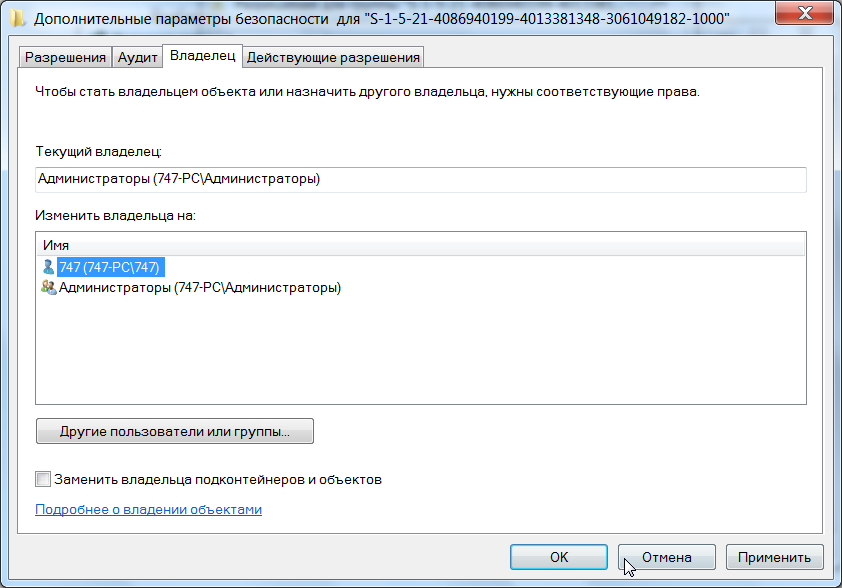 Дополнительные параметры безопасности для "S-1-5-21-4086940199-4013381348-3061049182-1000"
Разрешения Аудит Владелец Действующие разрешения
Чтобы стать владельцем объекта или назначить другого владельца, нужны соответствующие права.
Текущий владелец:
Администраторы (747-PC\Администраторы)
Изменить владельца на:
Имя
747 (747-PC\747)
Администраторы (747-PC\Администраторы)
Другие пользователи или группы...
Заменить владельца подконтейнеров и объектов
Подробнее о владении объектами
OK Отмена Применить